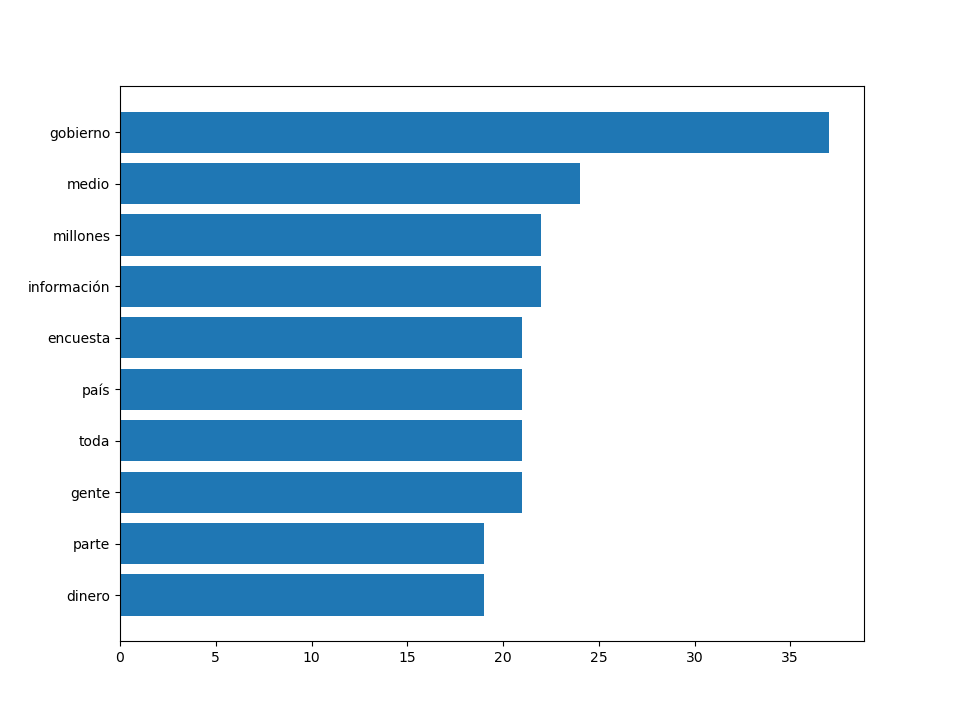 gobierno
medio
millones
información
encuesta
país
toda
gente
parte
dinero
0 5 10 15 20 25 30 35